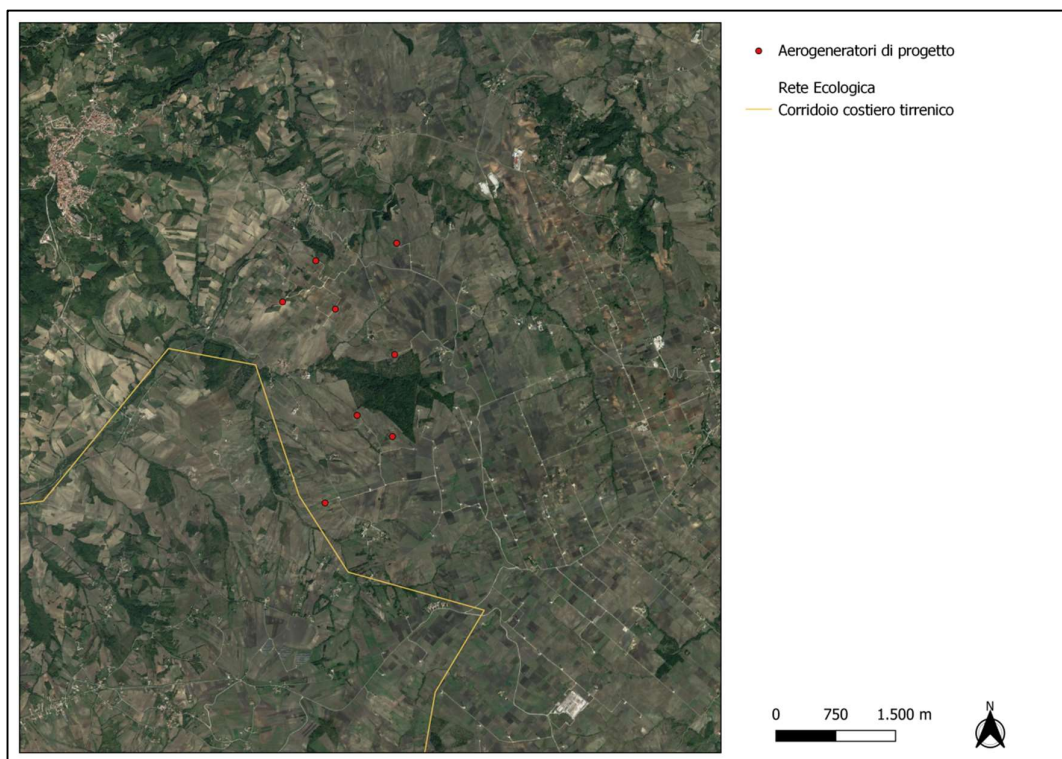 Aerogeneratori di progetto
Rete Ecologica
Corridoio costiero tirrenico
0 750 1.500 m
N